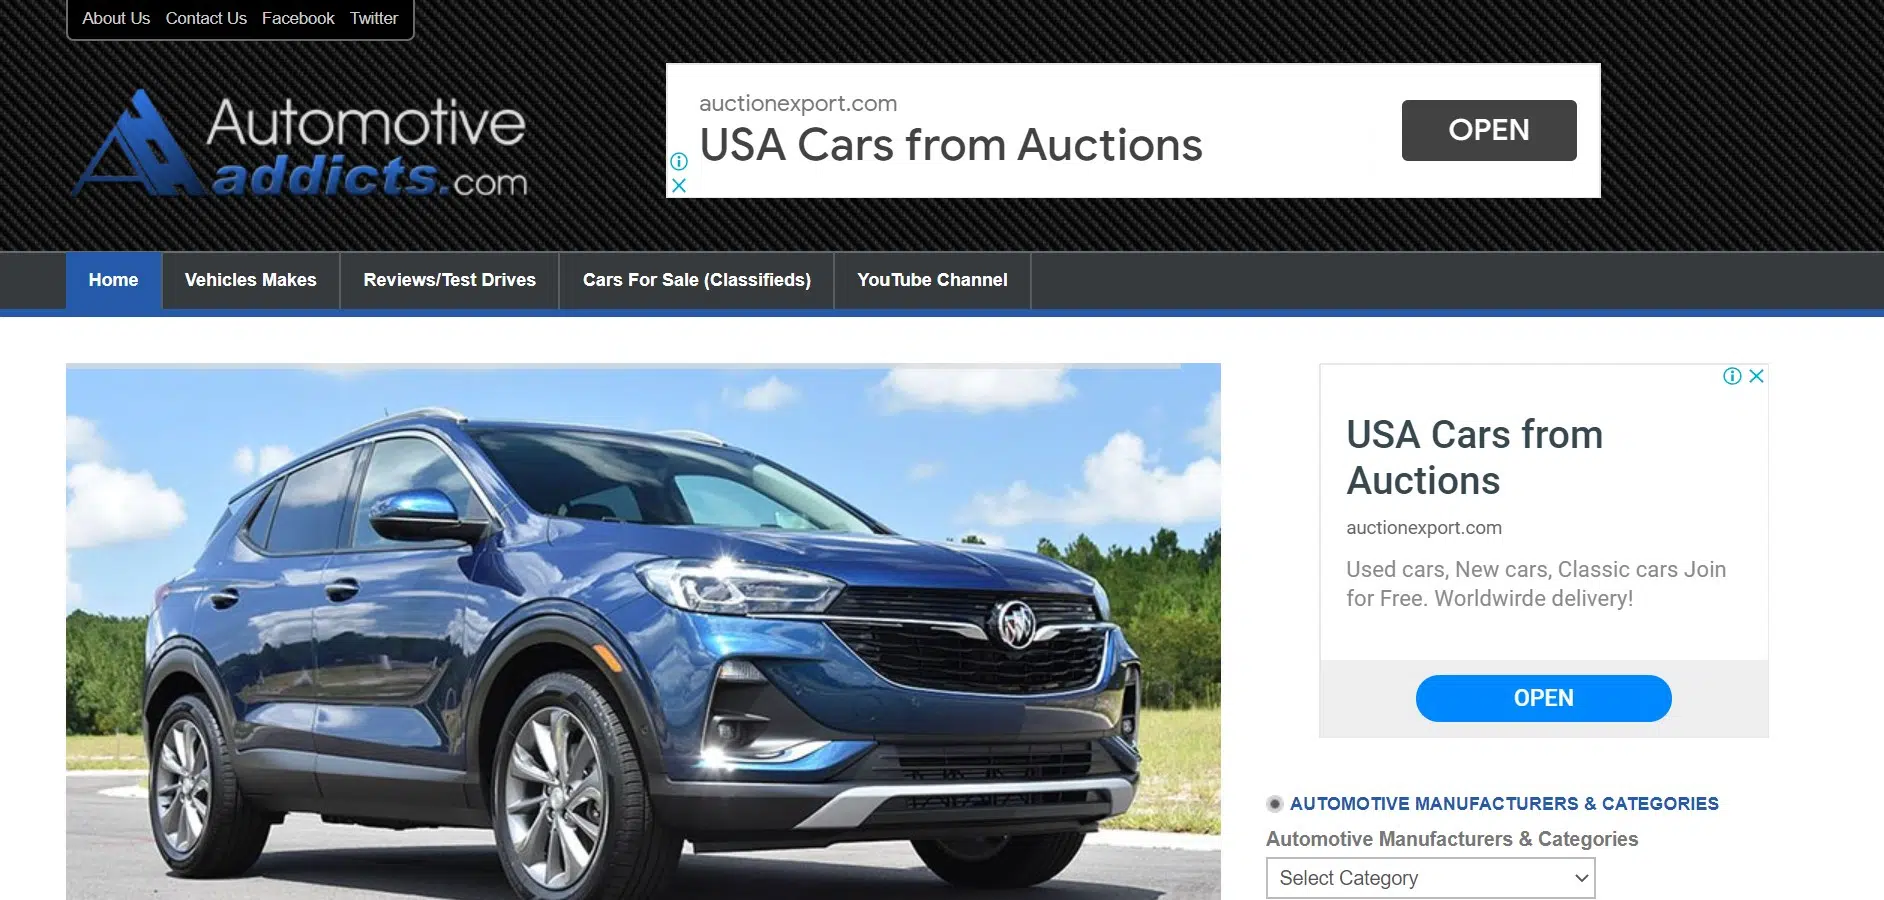 About Us Contact Us Facebook Twitter
Automotive
addicts.com
auctionexport.com
USA Cars from Auctions
OPEN
Home Vehicles Makes Reviews/Test Drives Cars For Sale (Classifieds) YouTube Channel
USA Cars from
Auctions
auctionexport.com
Used cars, New cars, Classic cars Join
for Free. Worldwirde delivery!
OPEN
AUTOMOTIVE MANUFACTURERS & CATEGORIES
Automotive Manufacturers & Categories
Select Category